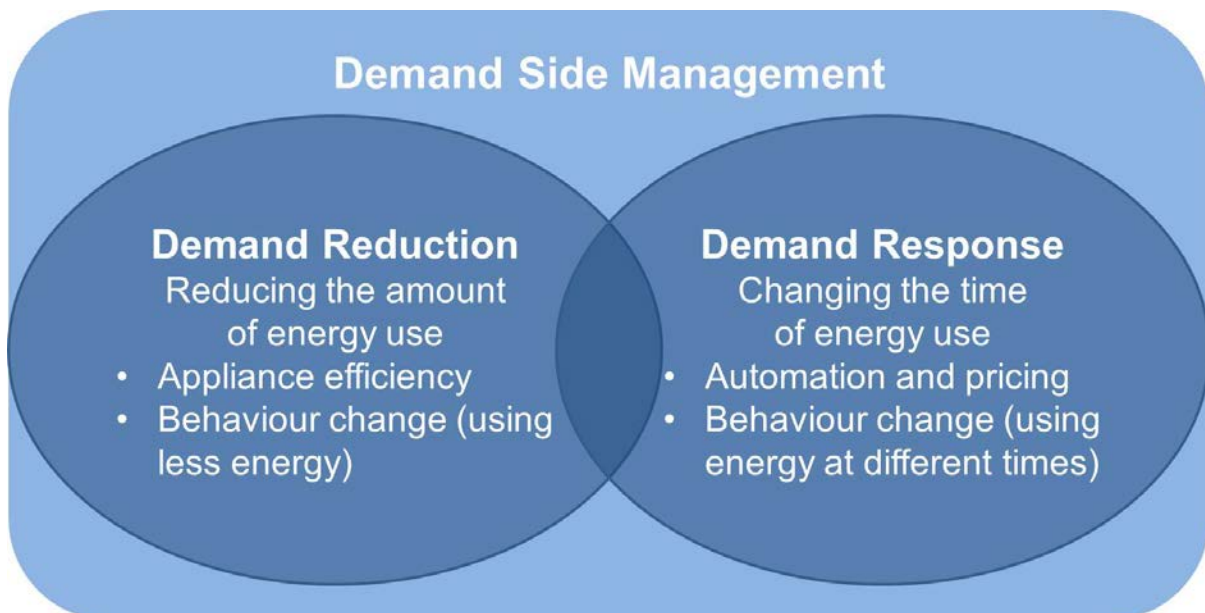 Demand Side Management
Demand Reduction
Reducing the amount
of energy use
• Appliance efficiency
• Behaviour change (using
less energy)
Demand Response
Changing the time
of energy use
• Automation and pricing
• Behaviour change (using
energy at different times)